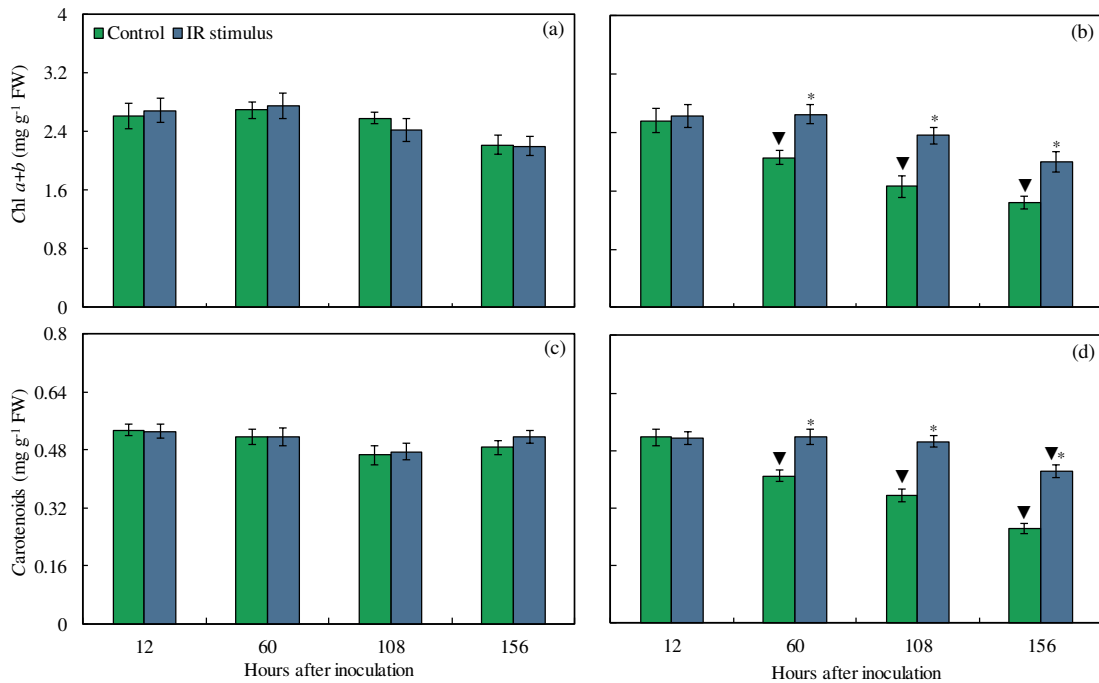 4
3.2
2.4
1.6
0.8
0
Chl a+b (mg g⁻¹ FW)
Control IR stimulus
(a)
(b)
*
*
*
0.8
0.64
0.48
0.32
0.16
0
Carotenoids (mg g⁻¹ FW)
(c)
(d)
*
*
*
12 60 108 156
Hours after inoculation
12 60 108 156
Hours after inoculation